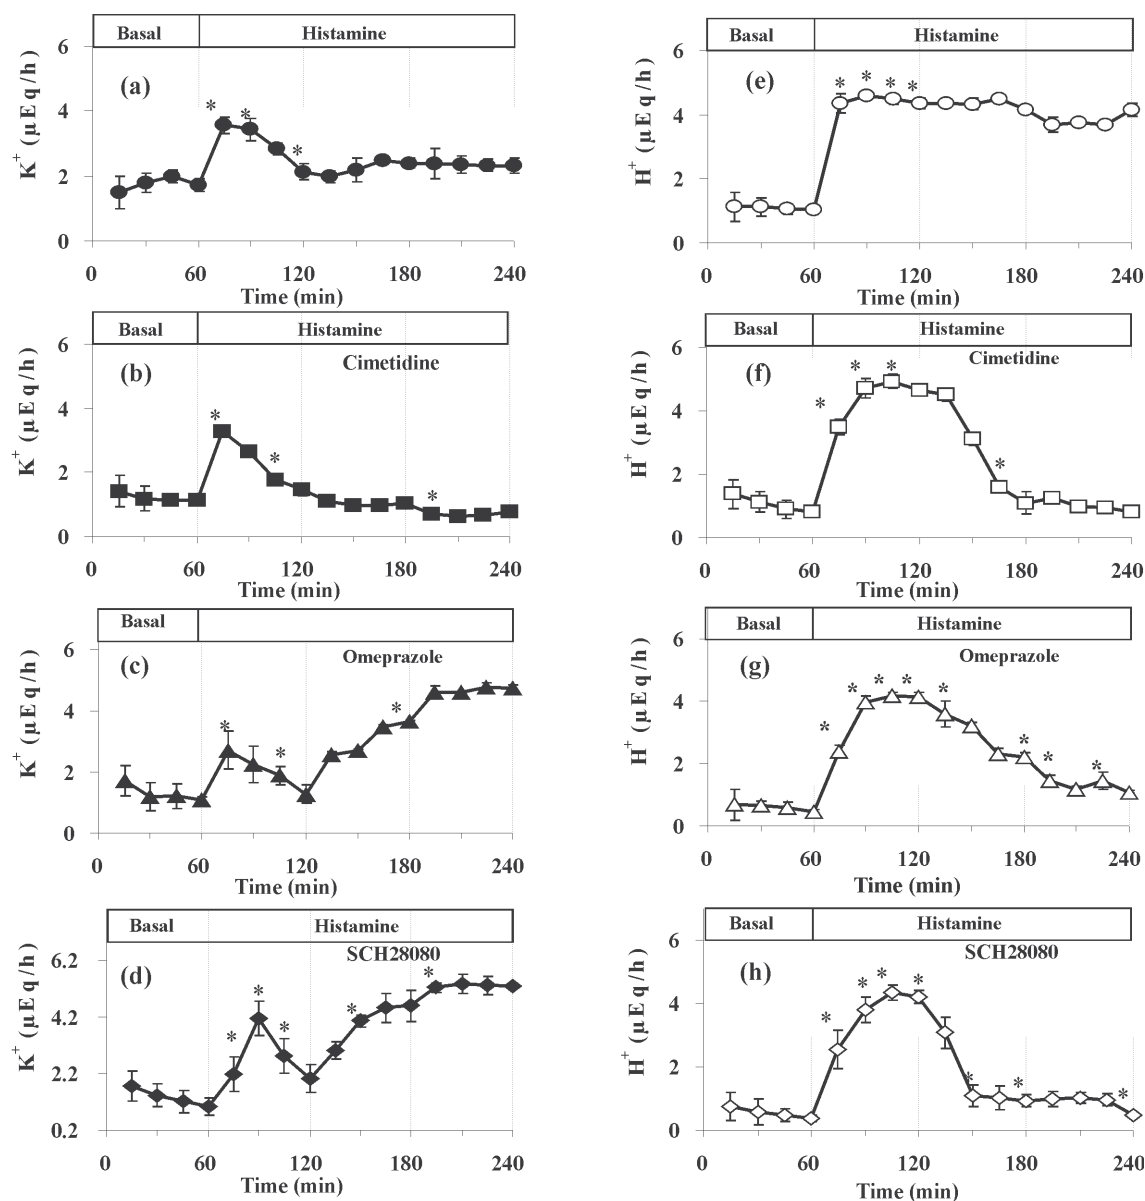 Basal Histamine
(a)
6
4
2
0
K+ (μEq/h)
* * *
0 60 120 180 240
Time (min)
Basal Histamine
(e)
6
4
2
0
H+ (μEq/h)
* * * *
0 60 120 180 240
Time (min)
Basal Histamine
Cimetidine
(b)
6
4
2
0
K+ (μEq/h)
* * *
0 60 120 180 240
Time (min)
Basal Histamine
Cimetidine
(f)
6
4
2
0
H+ (μEq/h)
* * * *
0 60 120 180 240
Time (min)
Basal
Omeprazole
(c)
6
4
2
0
K+ (μEq/h)
* * *
0 60 120 180 240
Time (min)
Basal Histamine
Omeprazole
(g)
6
4
2
0
H+ (μEq/h)
* * * * * * * *
0 60 120 180 240
Time (min)
Basal Histamine
SCH28080
(d)
6.2
4.2
2.2
0.2
K+ (μEq/h)
* * * * *
60 120 180 240
Time (min)
Basal Histamine
SCH28080
(h)
6
4
2
0
H+ (μEq/h)
* * * * * * *
0 60 120 180 240
Time (min)